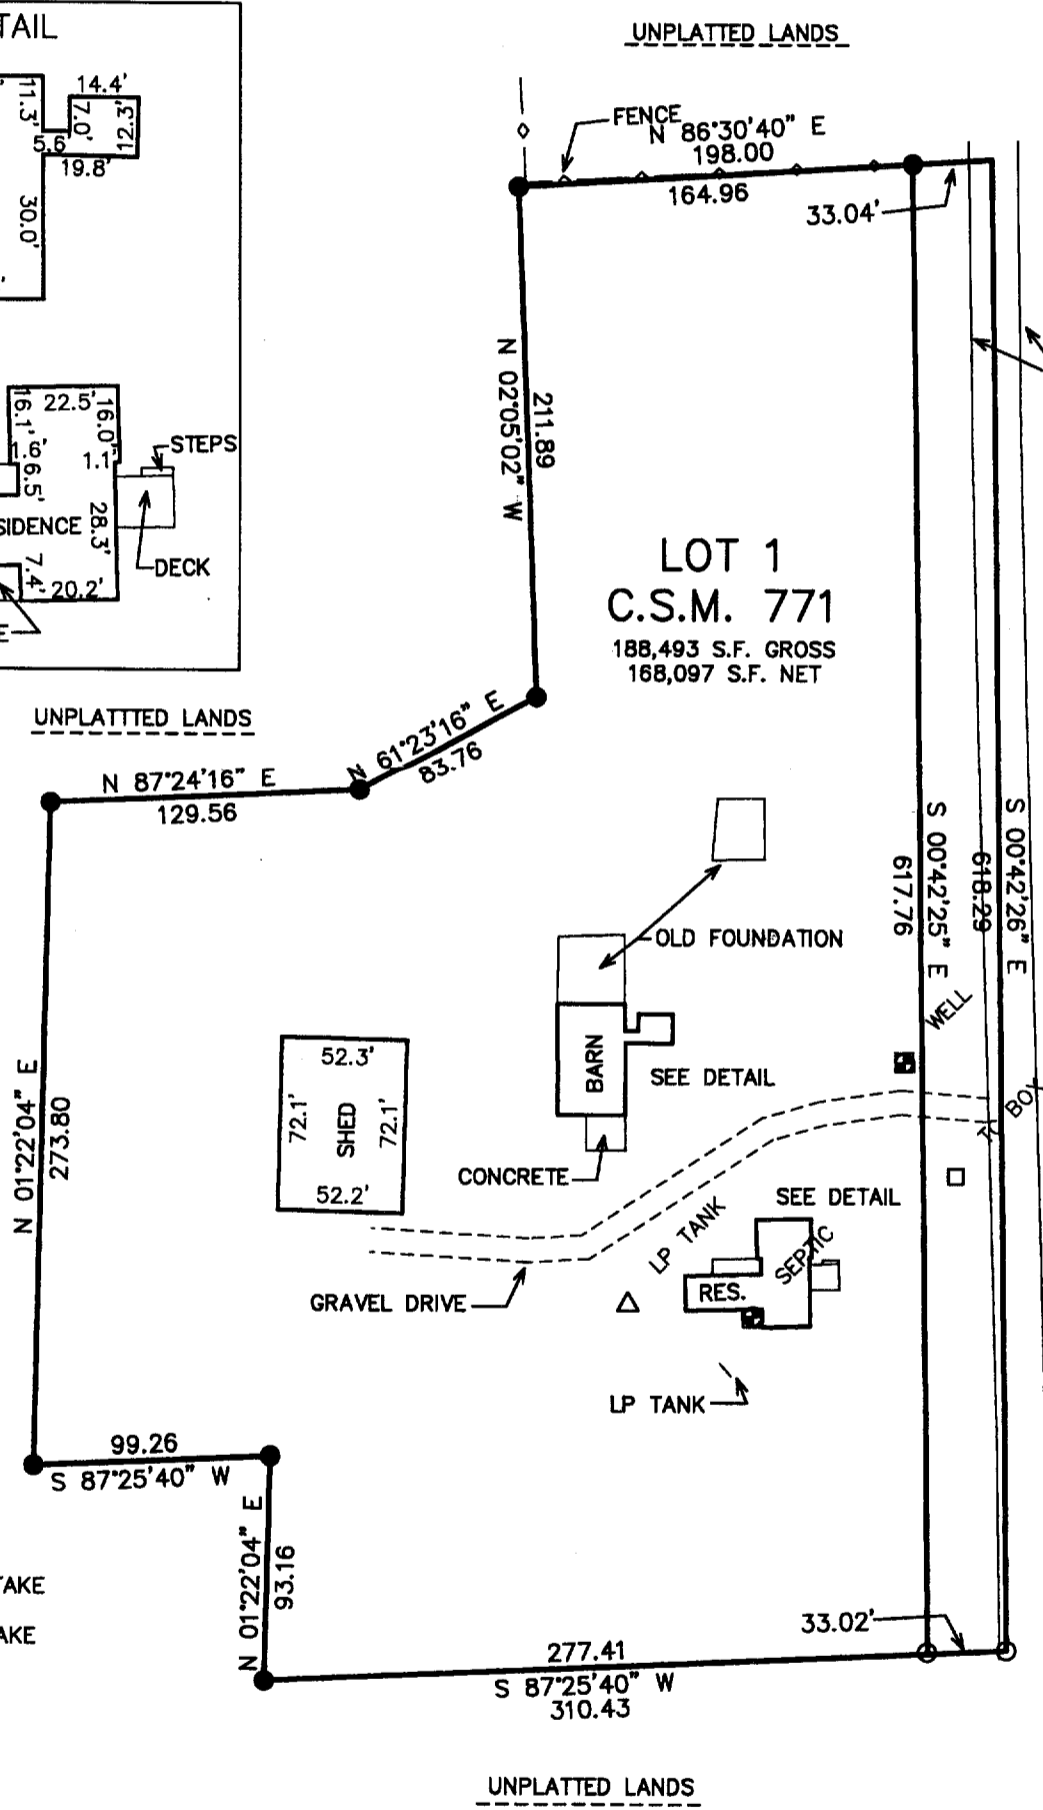 TAIL
UNPLATTED LANDS
11.3'
14.4'
7.0'
12.3'
5.6
19.8'
30.0'
FENCE
N 86°30'40" E
198.00
164.96
33.04'
N 02°05'02" W
211.89
16.1'
22.5'
16.0'
1.1'
6.5'
STEPS
SIDENCE
28.3'
DECK
7.4'
20.2'
E
LOT 1
C.S.M. 771
188,493 S.F. GROSS
168,097 S.F. NET
UNPLATTTED LANDS
N 87°24'16" E
129.56
N 61°23'16" E
83.76
617.76
S 00°42'25" E
618.29
S 00°42'26" E
OLD FOUNDATION
WELL
BARN
SEE DETAIL
BOX
N 01°22'04" E
273.80
52.3'
72.1'
SHED
72.1'
52.2'
CONCRETE
SEE DETAIL
LP TANK
SEPTIC
RES.
GRAVEL DRIVE
LP TANK
99.26
S 87°25'40" W
N 01°22'04" E
93.16
TAKE
AKE
33.02'
277.41
S 87°25'40" W
310.43
UNPLATTED LANDS